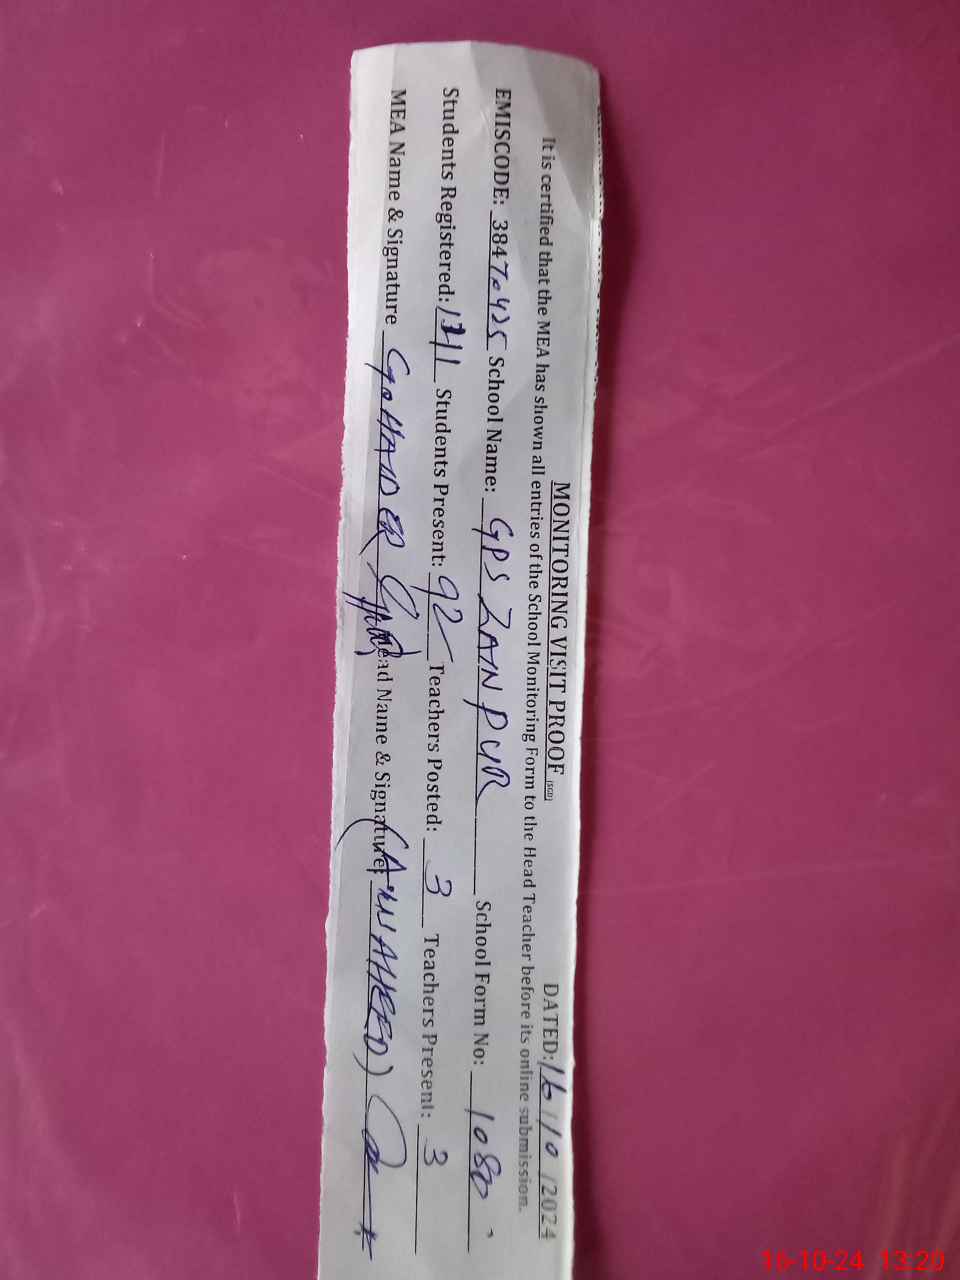 MONITORING VISIT PROOF (SGD) DATED: 16/10/2024
It is certified that the MEA has shown all entries of the School Monitoring Form to the Head Teacher before its online submission.
EMISCODE: 38470425 School Name: GPS ZAIN PUR School Form No: 1080
Students Registered: Students Present: 92 Teachers Posted: 3 Teachers Present: 3
MEA Name & Signature Head Name & Signature:
16-10-24 13:20